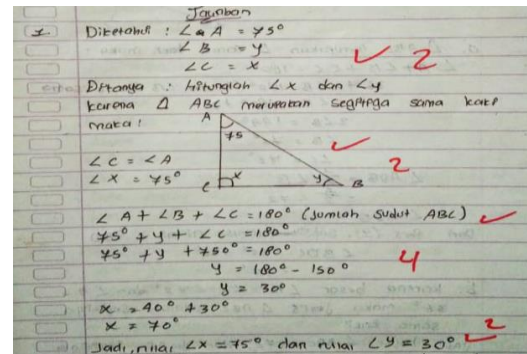 Jawaban
1. Diketahui : ∠ A = 75°
∠ B = y
∠ C = x
✓ 2
Ditanya : hitunglah ∠x dan ∠y
karena Δ ABC merupakan segitiga sama kaki
maka :
A
75
∠ C = ∠ A
∠ x = 75°
C x y B
✓
2
∠ A + ∠ B + ∠ C = 180° (Jumlah sudut ABC) ✓
75° + y + ∠ C = 180°
75° + y + 750° = 180°
y = 180° - 150°
4
y = 30°
x = 40° + 30°
x = 70°
Jadi, nilai ∠x = 75° dan nilai ∠y = 30° ✓ 2